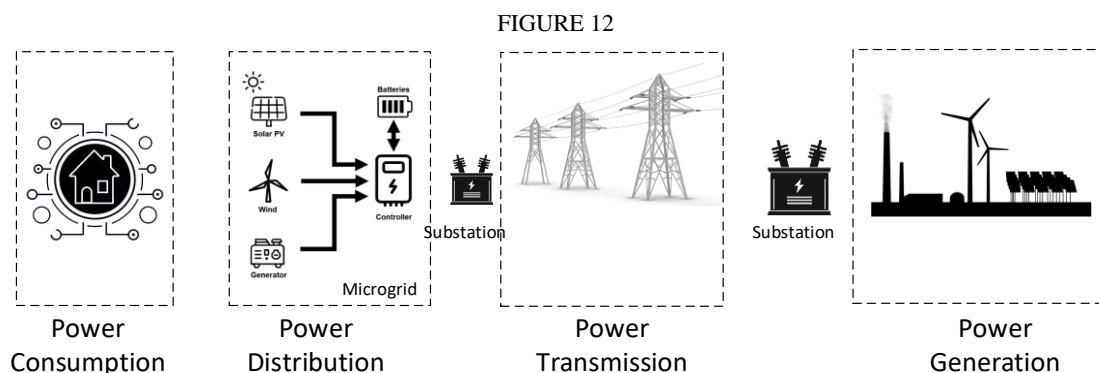 FIGURE 12
Batteries
Solar PV
Wind
Controller
Generator
Microgrid
Substation
Substation
Power
Consumption
Power
Distribution
Power
Transmission
Power
Generation